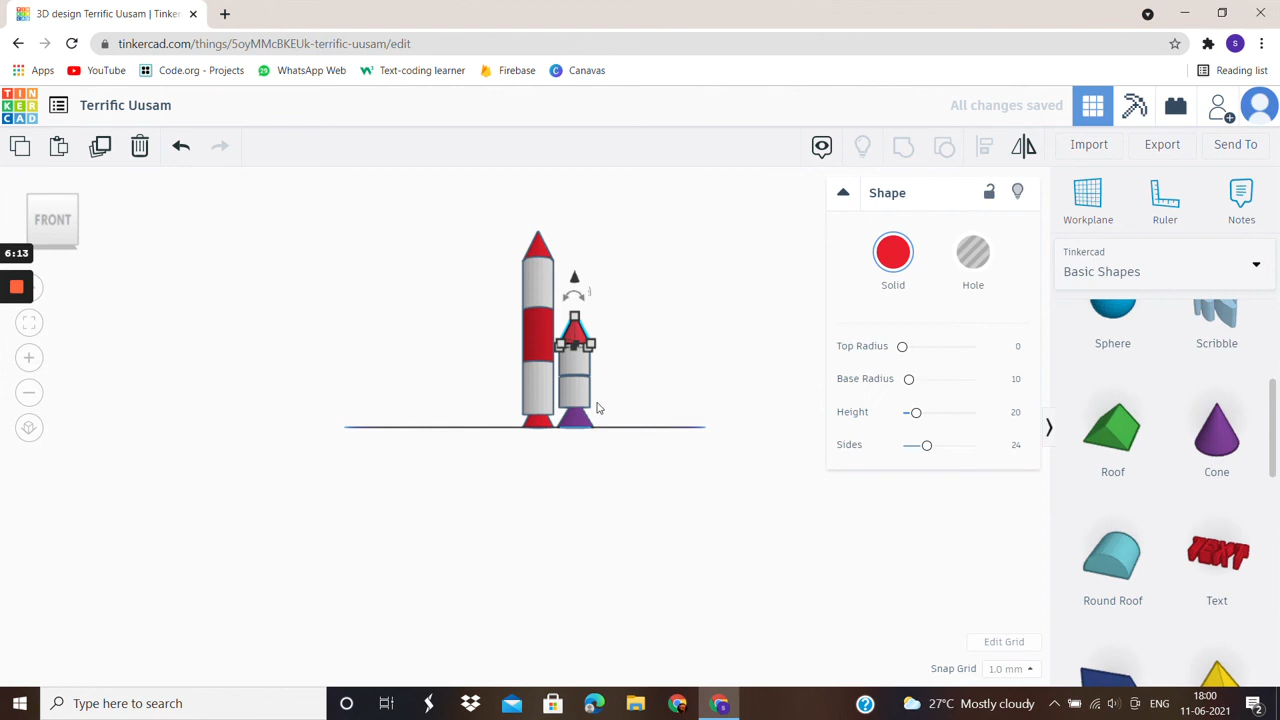 3D design Terrific Uusam | Tinker
tinkercad.com/things/5oyMMcBKEUk-terrific-uusam/edit
Apps
YouTube
Code.org - Projects
WhatsApp Web
Text-coding learner
Firebase
Canavas
Reading list
TIN
KER
CAD
Terrific Uusam
All changes saved
Import
Export
Send To
FRONT
Shape
Workplane
Ruler
Notes
6:13
Tinkercad
Basic Shapes
Solid
Hole
Sphere
Scribble
Top Radius 0
Base Radius 10
Height 20
Sides 24
Roof
Cone
TEXT
Round Roof
Text
Edit Grid
Snap Grid 1.0 mm
Type here to search
27°C Mostly cloudy
ENG
18:00
11-06-2021
2